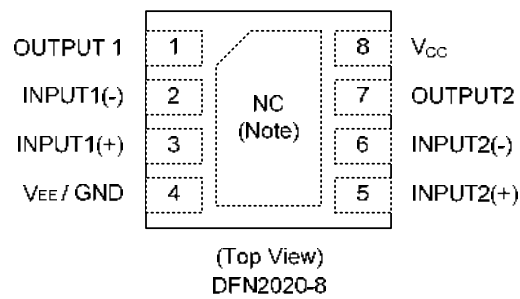 OUTPUT 1 1 8 Vcc
INPUT1(-) 2 7 OUTPUT2
NC
(Note)
INPUT1(+) 3 6 INPUT2(-)
VEE / GND 4 5 INPUT2(+)
(Top View)
DFN2020-8